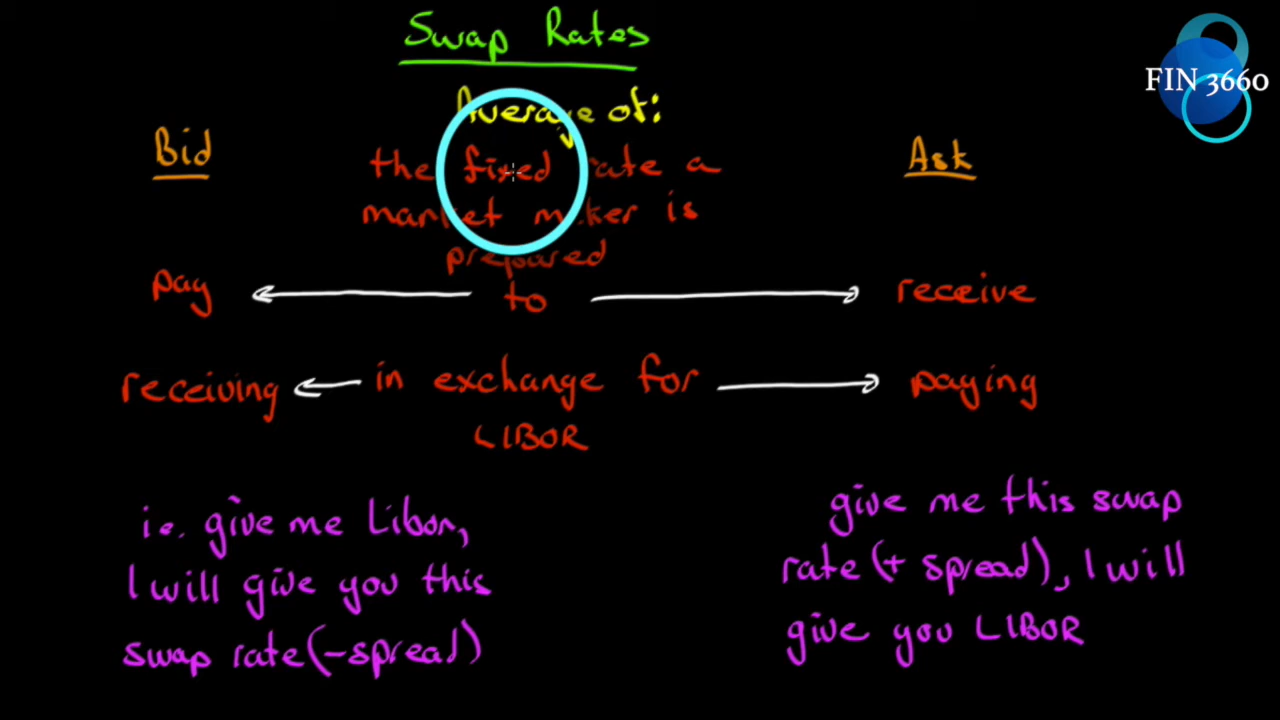 Swap Rates
FIN 3660
Average of:
Bid
the fixed rate a
Ask
market maker is
prepared
pay
to
receive
receiving
in exchange for
paying
LIBOR
i.e. give me Libor,
I will give you this
swap rate (-spread)
give me this swap
rate (+ spread), I will
give you LIBOR